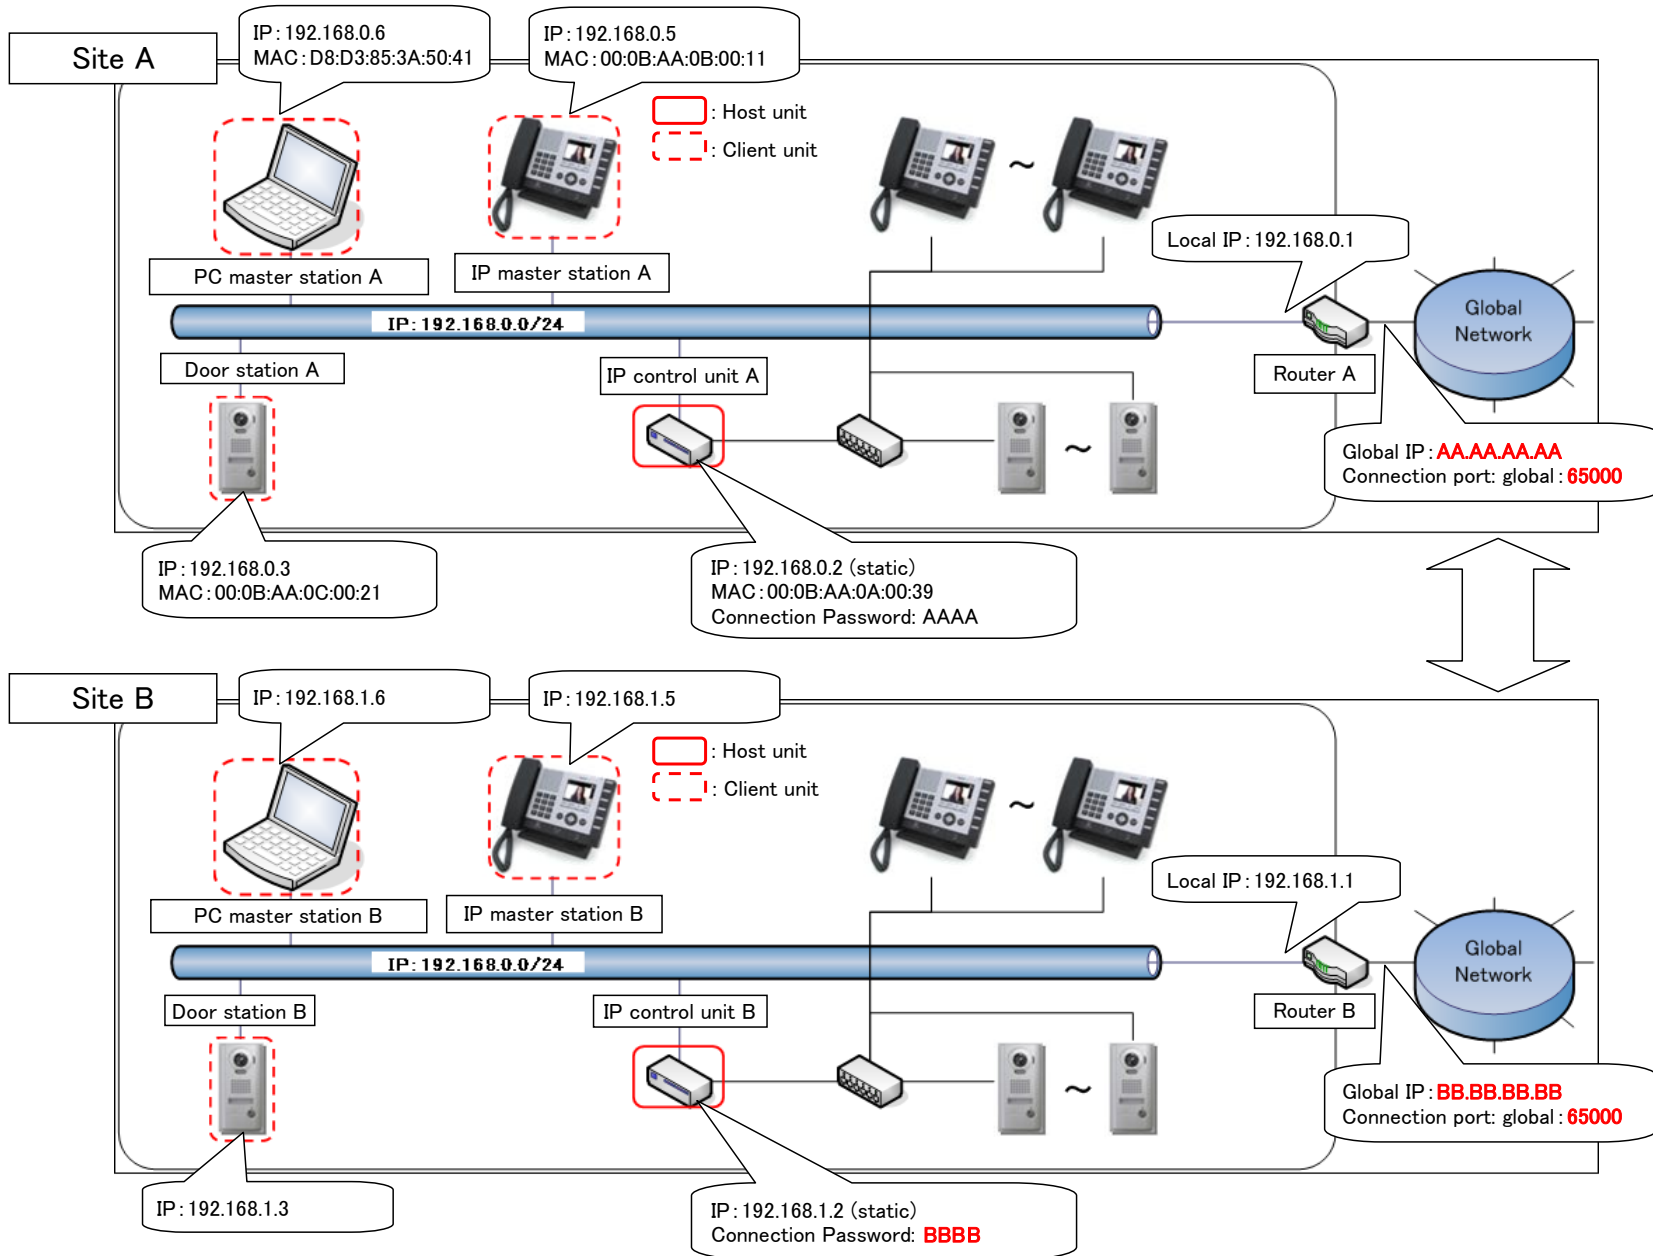 Site A
IP : 192.168.0.6
MAC : D8:D3:85:3A:50:41
IP : 192.168.0.5
MAC : 00:0B:AA:0B:00:11
: Host unit
: Client unit
Local IP : 192.168.0.1
PC master station A
IP master station A
IP : 192.168.0.0/24
Global
Network
Door station A
IP control unit A
Router A
Global IP : AA.AA.AA.AA
Connection port: global : 65000
~
~
IP : 192.168.0.3
MAC : 00:0B:AA:0C:00:21
IP : 192.168.0.2 (static)
MAC : 00:0B:AA:0A:00:39
Connection Password: AAAA
Site B
IP : 192.168.1.6
IP : 192.168.1.5
: Host unit
: Client unit
~
Local IP : 192.168.1.1
PC master station B
IP master station B
IP : 192.168.0.0/24
Global
Network
Door station B
IP control unit B
Router B
~
Global IP : BB.BB.BB.BB
Connection port: global : 65000
IP : 192.168.1.3
IP : 192.168.1.2 (static)
Connection Password: BBBB